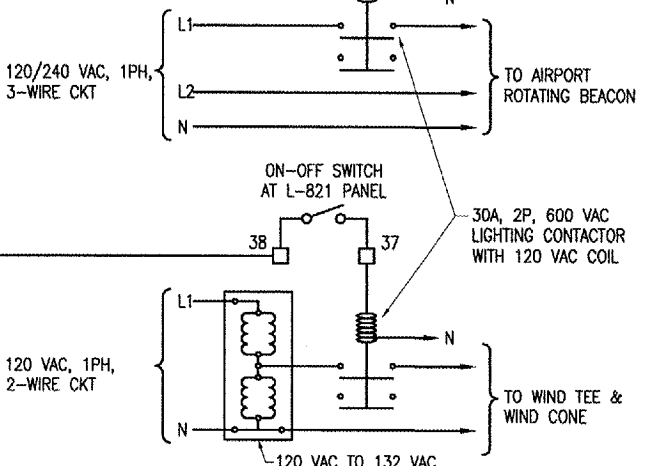 N
L1
120/240 VAC, 1PH,
3-WIRE CKT
L2
N
TO AIRPORT
ROTATING BEACON
ON-OFF SWITCH
AT L-821 PANEL
38
37
30A, 2P, 600 VAC
LIGHTING CONTACTOR
WITH 120 VAC COIL
L1
N
120 VAC, 1PH,
2-WIRE CKT
N
TO WIND TEE &
WIND CONE
120 VAC TO 132 VAC